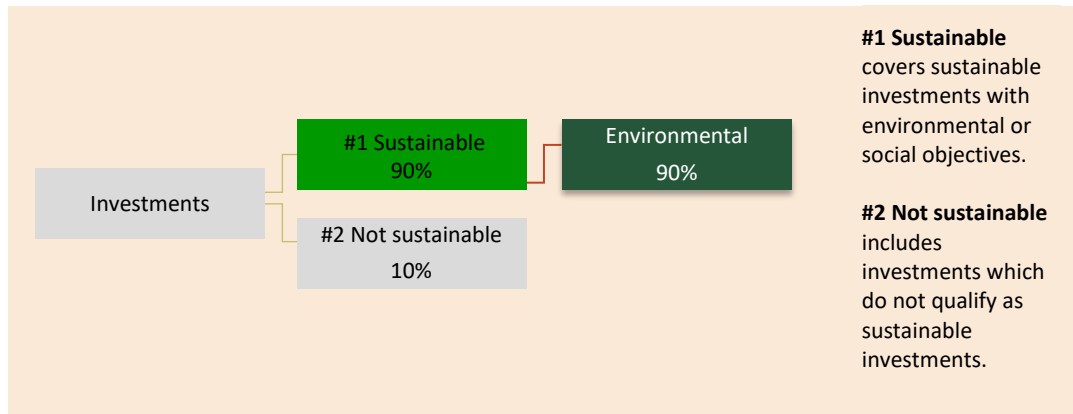 Investments
#1 Sustainable
90%
Environmental
90%
#2 Not sustainable
10%
#1 Sustainable
covers sustainable
investments with
environmental or
social objectives.
#2 Not sustainable
includes
investments which
do not qualify as
sustainable
investments.